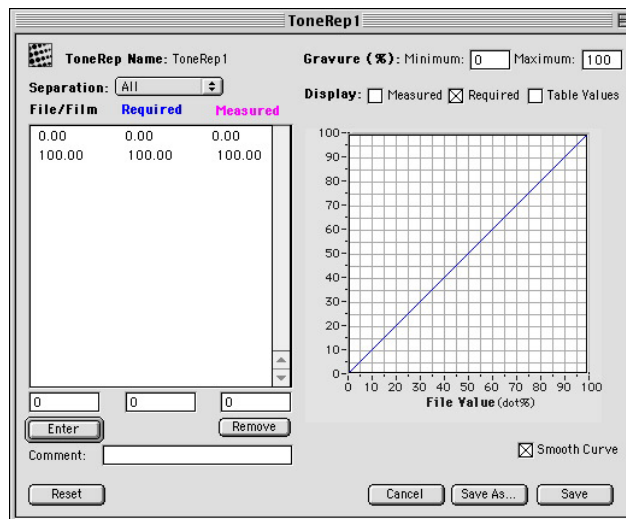 ToneRep1
ToneRep Name: ToneRep1
Separation: All
File/Film Required Measured
0.00 0.00 0.00
100.00 100.00 100.00
0 0 0
Enter Remove
Comment:
Reset
Gravure (%): Minimum: 0 Maximum: 100
Display: Measured Required Table Values
100
90
80
70
60
50
40
30
20
10
0
0 10 20 30 40 50 60 70 80 90 100
File Value (dot%)
Smooth Curve
Cancel Save As... Save